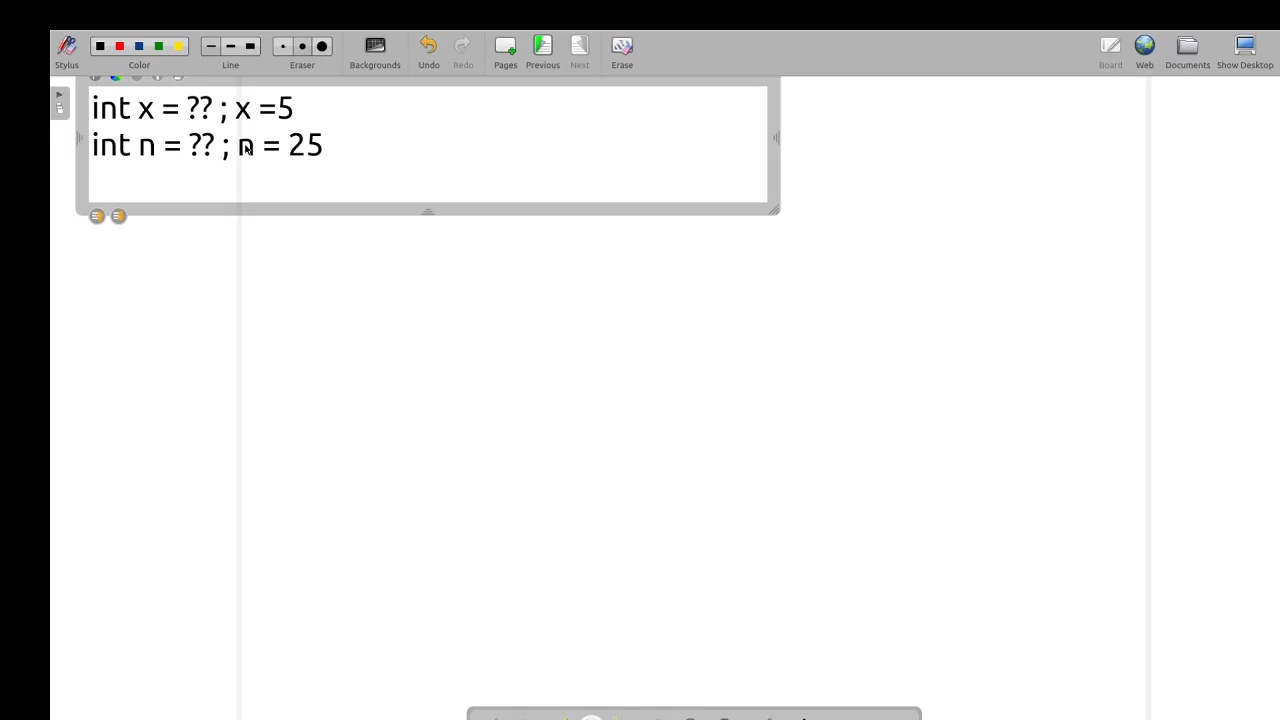 Stylus
Color
Line
Eraser
Backgrounds
Undo
Redo
Pages
Previous
Next
Erase
Board
Web
Documents
Show Desktop
int x = ?? ; x =5
int n = ?? ; n = 25